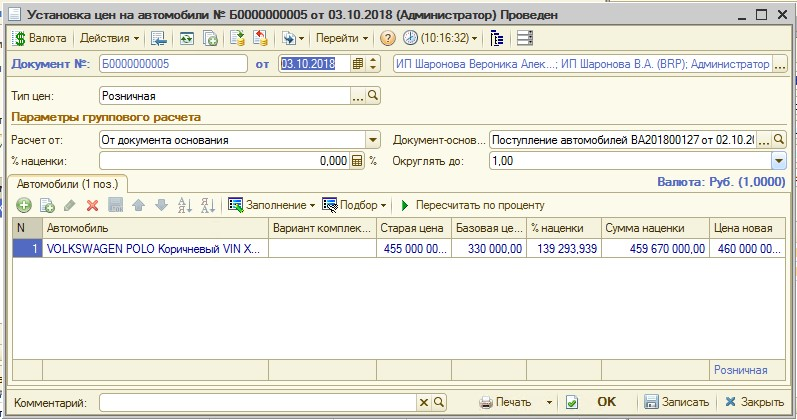 Установка цен на автомобили № Б0000000005 от 03.10.2018 (Администратор) Проведен
Валюта Действия Перейти (10:16:32)
Документ №: Б0000000005 от 03.10.2018 ИП Шаронова Вероника Алек...; ИП Шаронова В.А. (BRP); Администратор ...
Тип цен: Розничная ...
Параметры группового расчета
Расчет от: От документа основания Документ-основ... Поступление автомобилей ВА201800127 от 02.10.20 ...
% наценки: 0,000 % Округлять до: 1,00
Автомобили (1 поз.) Валюта: Руб. (1,0000)
Заполнение Подбор Пересчитать по проценту
N Автомобиль Вариант комплек... Старая цена Базовая це... % наценки Сумма наценки Цена новая
1 VOLKSWAGEN POLO Коричневый VIN X... 455 000 00... 330 000,00 139 293,939 459 670 000,00 460 000 00...
Розничная
Комментарий: Печать OK Записать Закрыть